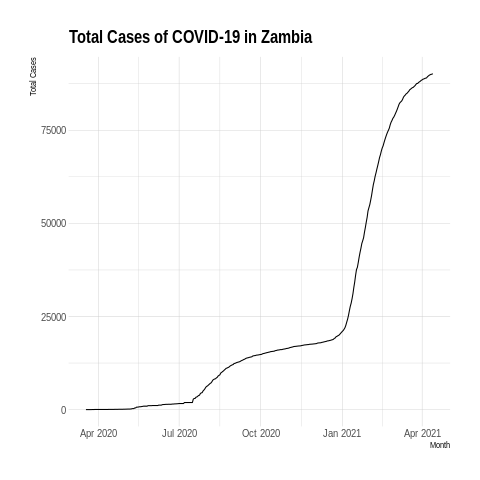 Total Cases of COVID-19 in Zambia
Total Cases
75000
50000
25000
0
Apr 2020 Jul 2020 Oct 2020 Jan 2021 Apr 2021
Month